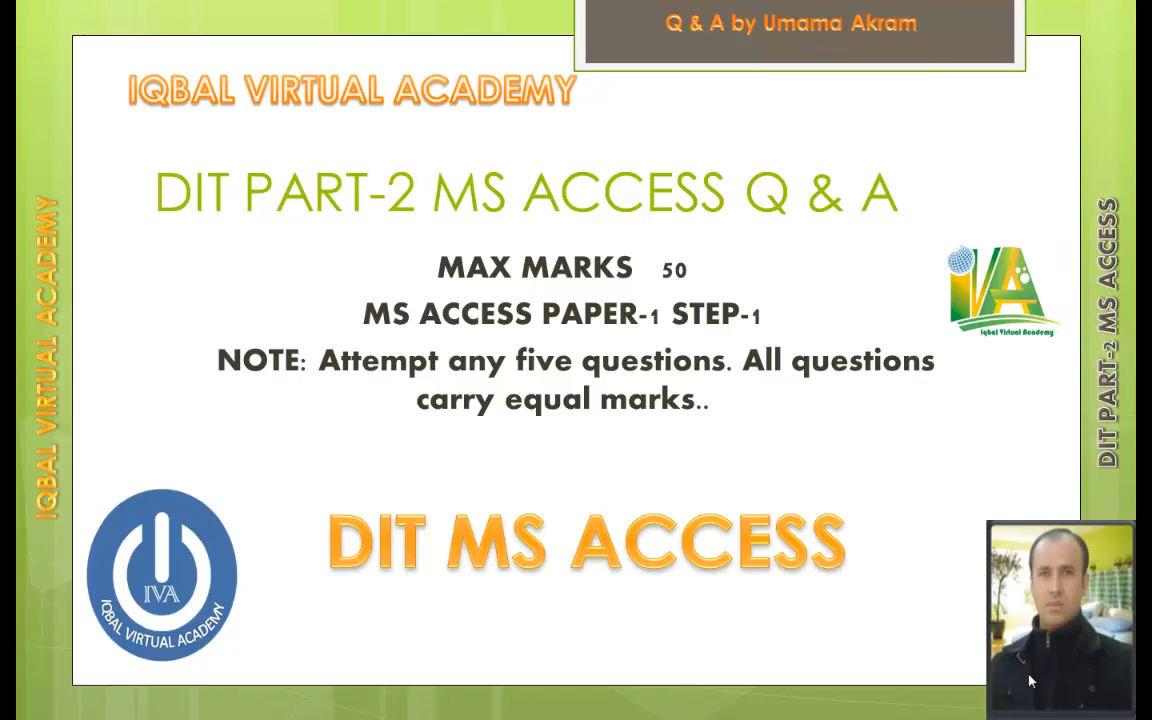 Q & A by Umama Akram
IQBAL VIRTUAL ACADEMY
DIT PART-2 MS ACCESS Q & A
MAX MARKS 50
MS ACCESS PAPER-1 STEP-1
NOTE: Attempt any five questions. All questions
carry equal marks..
DIT MS ACCESS
IQBAL VIRTUAL ACADEMY
DIT PART-2 MS ACCESS
iVA
Iqbal Virtual Academy
IVA
IQBAL VIRTUAL ACADEMY